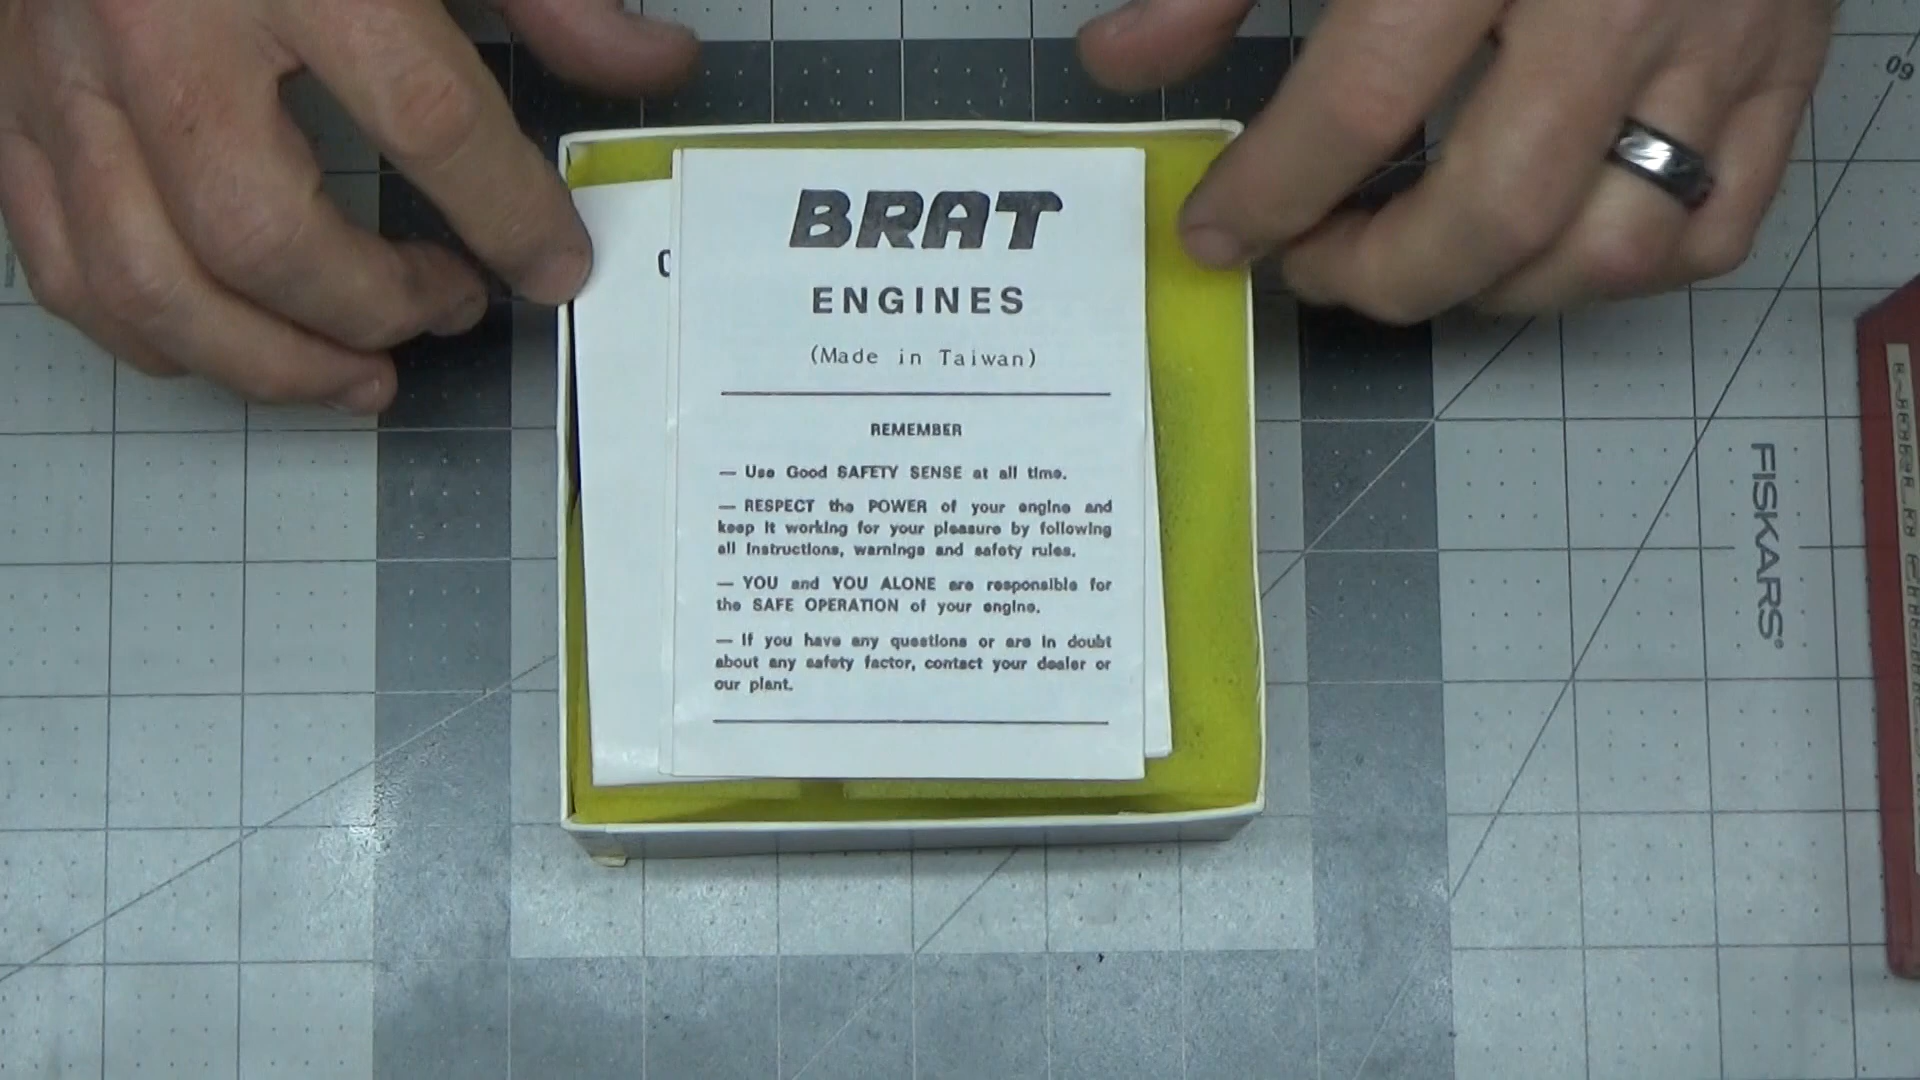 BRAT
ENGINES
(Made in Taiwan)
REMEMBER
— Use Good SAFETY SENSE at all time.
— RESPECT the POWER of your engine and
keep it working for your pleasure by following
all instructions, warnings and safety rules.
— YOU and YOU ALONE are responsible for
the SAFE OPERATION of your engine.
— If you have any questions or are in doubt
about any safety factor, contact your dealer or
our plant.
FISKARS®
60